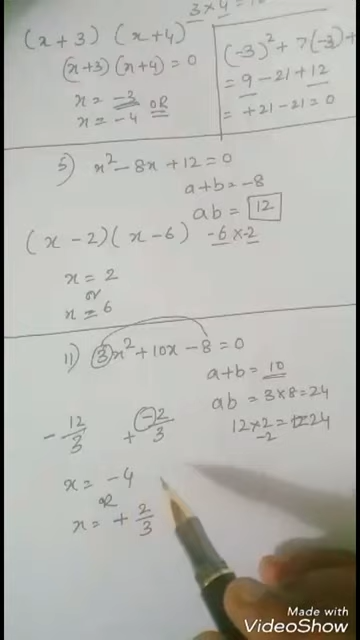 3 x 4 =
(x + 3) (x + 4)
(x+3) (x+4) = 0
x = -3
OR
x = -4
(-3)² + 7(-3) +
= 9 - 21 + 12
= +21 - 21 = 0
5) x² - 8x + 12 = 0
a + b = -8
ab = 12
(x - 2)(x - 6) -6 x -2
x = 2
or
x = 6
11) 3x² + 10x - 8 = 0
a + b = 10
ab = 3 x 8 = 24
12 x 2 = 24
-2
- 12/3 + -2/3
x = -4
or
x = + 2/3
Made with
VideoShow